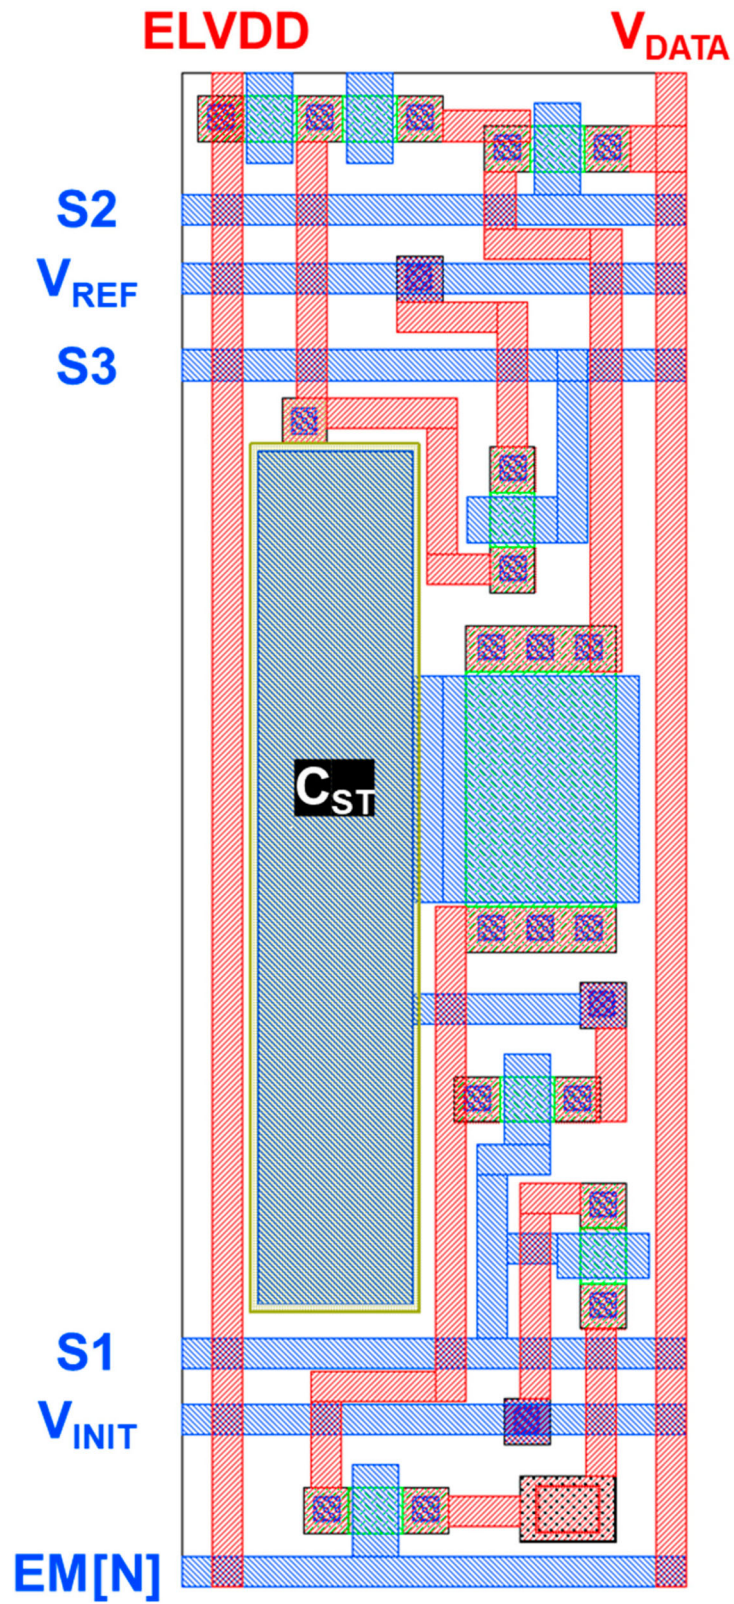 ELVDD
VDATA
S2
VREF
S3
CST
S1
VINIT
EM[N]